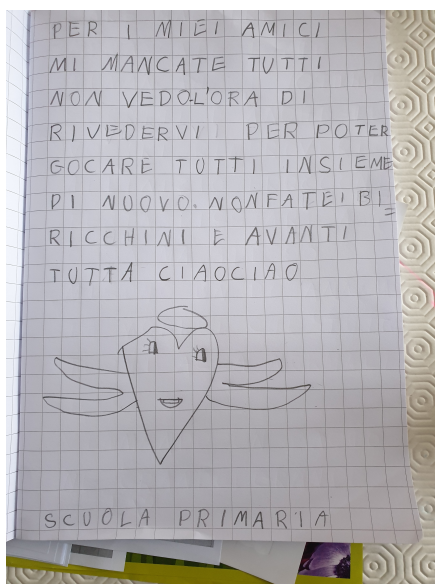 PER I MIEI AMICI
MI MANCATE TUTTI
NON VEDO L'ORA DI
RIVEDERVI PER POTER
GOCARE TUTTI INSIEME
DI NUOVO. NON FATE I BI=
RICCHINI E AVANTI
TUTTA CIAO CIAO
SCUOLA PRIMARIA